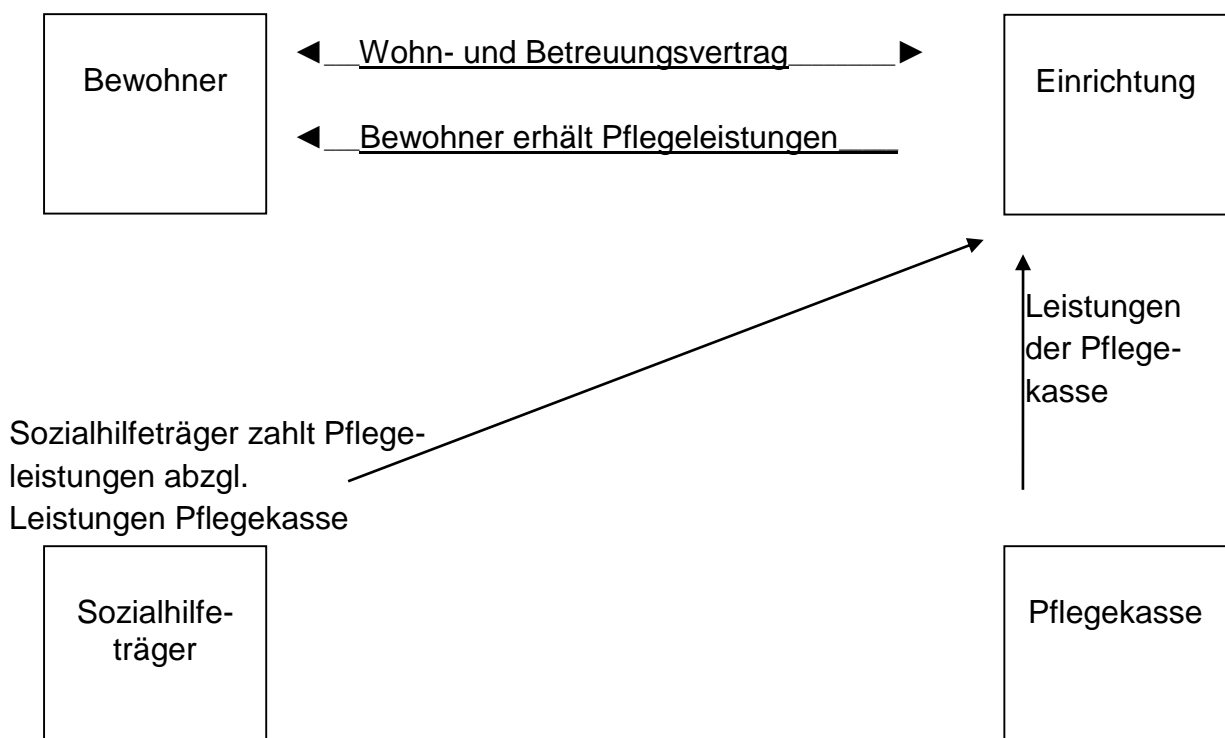 Wohn- und Betreuungsvertrag
Bewohner
Einrichtung
Bewohner erhält Pflegeleistungen
Leistungen
der Pflege-
kasse
Sozialhilfeträger zahlt Pflege-
leistungen abzgl.
Leistungen Pflegekasse
Sozialhilfe-
träger
Pflegekasse